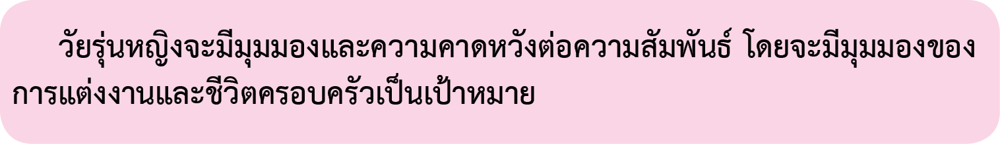 วัยรุ่นหญิงจะมีมุมมองและความคาดหวังต่อความสัมพันธ์ โดยจะมีมุมมองของ
การแต่งงานและชีวิตครอบครัวเป็นเป้าหมาย